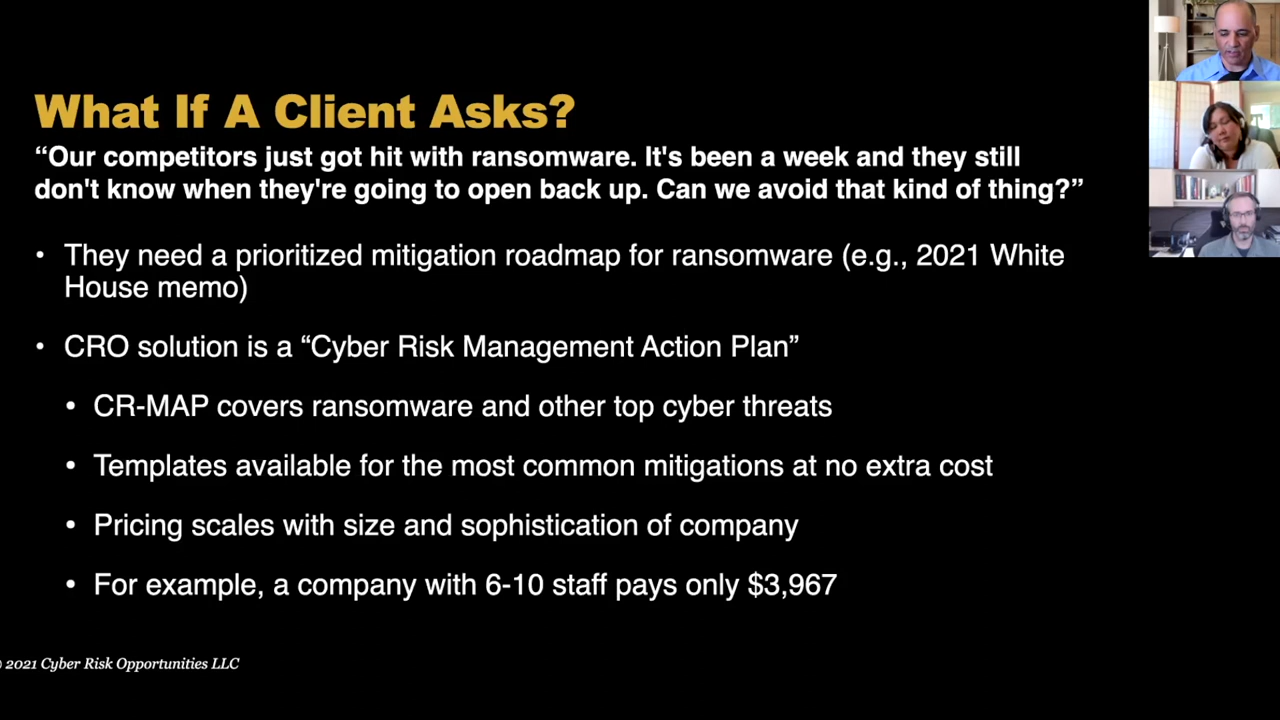 What If A Client Asks?
“Our competitors just got hit with ransomware. It's been a week and they still
don't know when they're going to open back up. Can we avoid that kind of thing?”
• They need a prioritized mitigation roadmap for ransomware (e.g., 2021 White
House memo)
• CRO solution is a “Cyber Risk Management Action Plan”
• CR-MAP covers ransomware and other top cyber threats
• Templates available for the most common mitigations at no extra cost
• Pricing scales with size and sophistication of company
• For example, a company with 6-10 staff pays only $3,967
© 2021 Cyber Risk Opportunities LLC